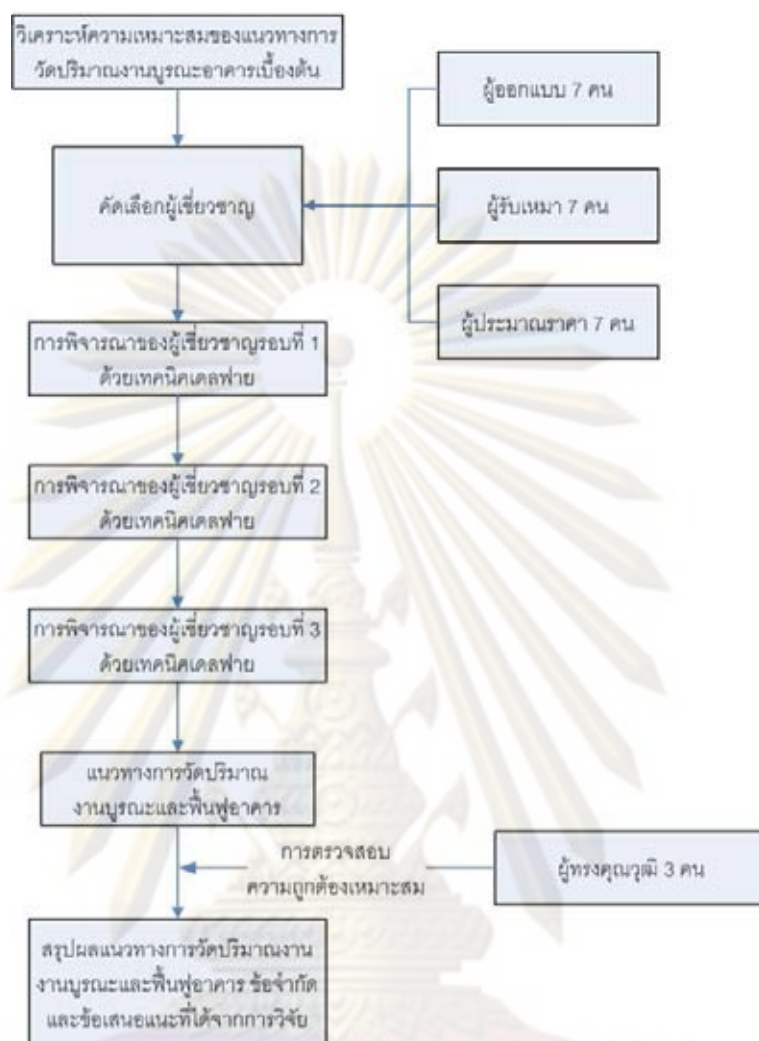 วิเคราะห์ความเหมาะสมของแนวทางการ
วัดปริมาณงานบูรณะอาคารเบื้องต้น
ผู้ออกแบบ 7 คน
คัดเลือกผู้เชี่ยวชาญ
ผู้รับเหมา 7 คน
ผู้ประมาณราคา 7 คน
การพิจารณาของผู้เชี่ยวชาญรอบที่ 1
ด้วยเทคนิคเดลฟาย
การพิจารณาของผู้เชี่ยวชาญรอบที่ 2
ด้วยเทคนิคเดลฟาย
การพิจารณาของผู้เชี่ยวชาญรอบที่ 3
ด้วยเทคนิคเดลฟาย
แนวทางการวัดปริมาณ
งานบูรณะและฟื้นฟูอาคาร
การตรวจสอบ
ความถูกต้องเหมาะสม
ผู้ทรงคุณวุฒิ 3 คน
สรุปผลแนวทางการวัดปริมาณงาน
งานบูรณะและฟื้นฟูอาคาร ข้อจำกัด
และข้อเสนอแนะที่ได้จากการวิจัย